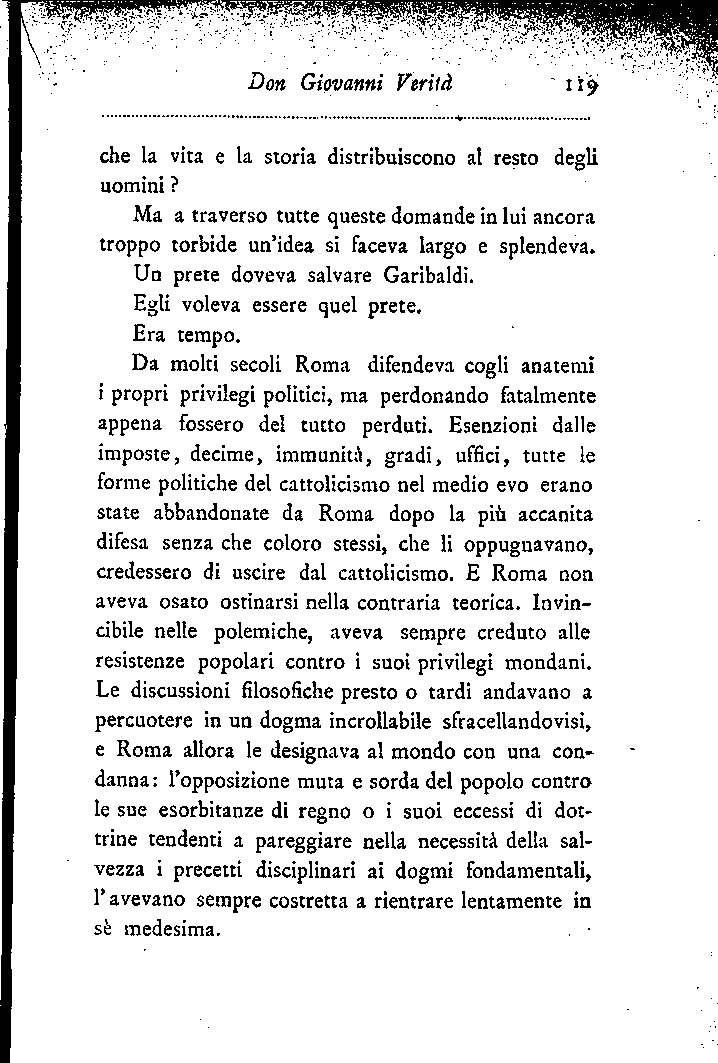 Don Giovanni Verità 119
che la vita e la storia distribuiscono al resto degli
uomini ?
Ma a traverso tutte queste domande in lui ancora
troppo torbide un'idea si faceva largo e splendeva.
Un prete doveva salvare Garibaldi.
Egli voleva essere quel prete.
Era tempo.
Da molti secoli Roma difendeva cogli anatemi
i propri privilegi politici, ma perdonando fatalmente
appena fossero del tutto perduti. Esenzioni dalle
imposte, decime, immunità, gradi, uffici, tutte le
forme politiche del cattolicismo nel medio evo erano
state abbandonate da Roma dopo la più accanita
difesa senza che coloro stessi, che li oppugnavano,
credessero di uscire dal cattolicismo. E Roma non
aveva osato ostinarsi nella contraria teorica. Invin-
cibile nelle polemiche, aveva sempre creduto alle
resistenze popolari contro i suoi privilegi mondani.
Le discussioni filosofiche presto o tardi andavano a
percuotere in un dogma incrollabile sfracellandovisi,
e Roma allora le designava al mondo con una con-
danna: l'opposizione muta e sorda del popolo contro
le sue esorbitanze di regno o i suoi eccessi di dot-
trine tendenti a pareggiare nella necessità della sal-
vezza i precetti disciplinari ai dogmi fondamentali,
l'avevano sempre costretta a rientrare lentamente in
sè medesima.